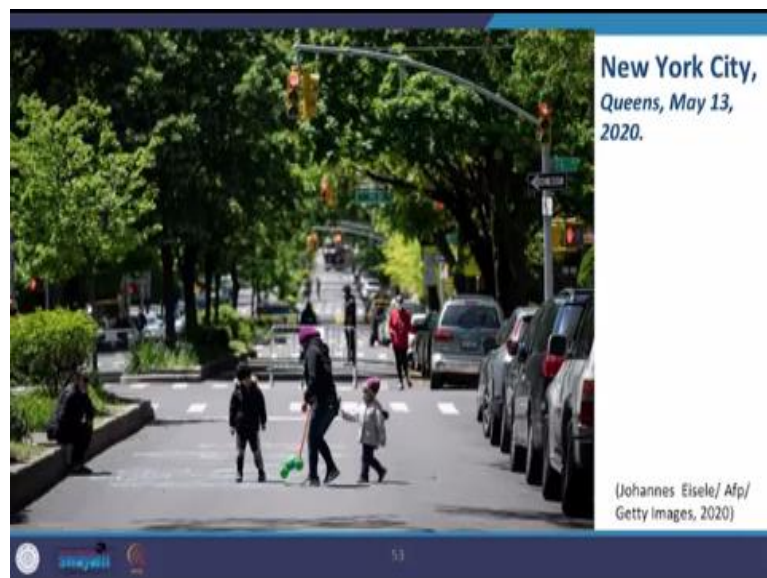 New York City,
Queens, May 13,
2020.
(Johannes Eisele/ Afp/
Getty Images, 2020)
53